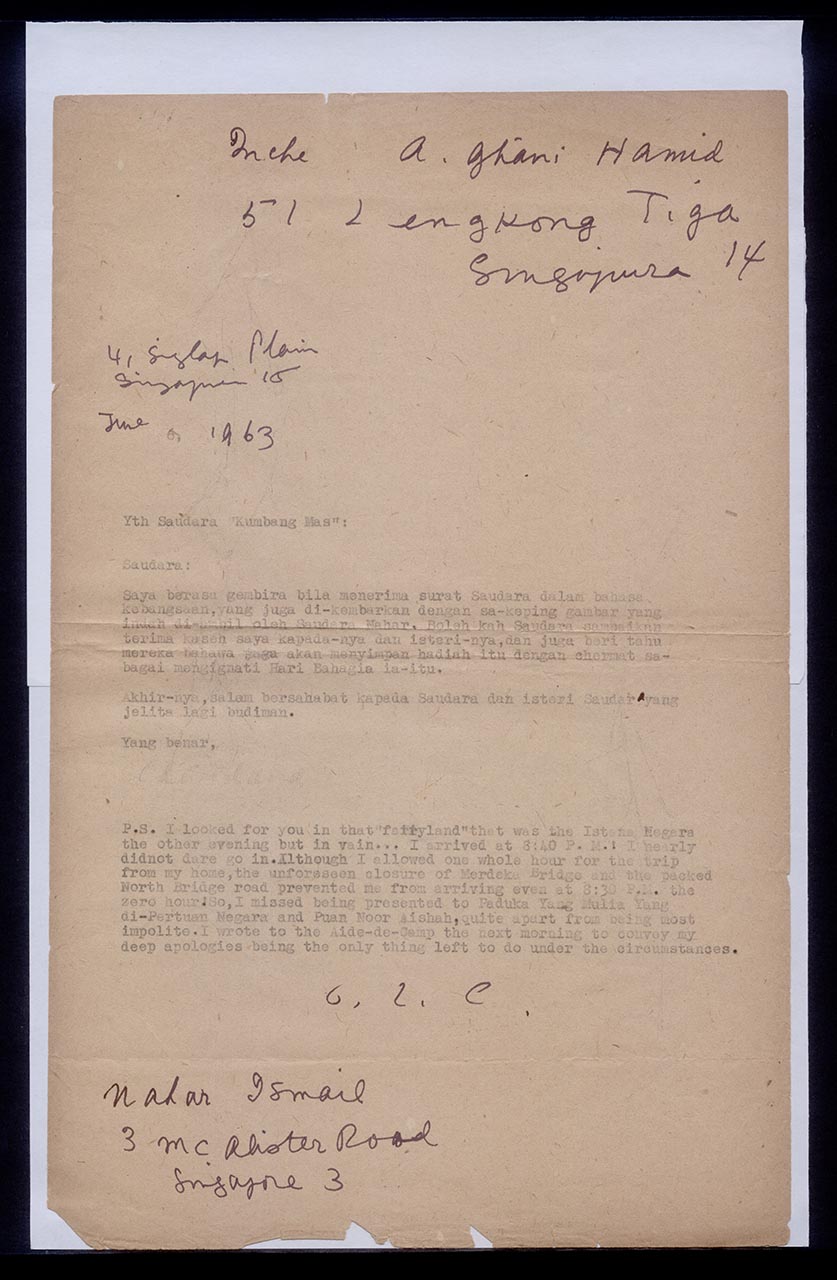 Inche A. Ghani Hamid
51 Lengkong Tiga
Singapura 14
4, Siglap Plain
Singapura 15
June 6, 1963
Yth Saudara "Kumbang Mas":
Saudara:
Saya berasa gembira bila menerima surat Saudara dalam bahasa
kebangsaan,yang juga di-kembarkan dengan sa-keping gambar yang
indah di-ambil oleh Saudara Nahar. Boleh kah Saudara sampaikan
terima kaseh saya kapada-nya dan isteri-nya,dan juga beri tahu
mereka bahawa saya akan menyimpan hadiah itu dengan chermat sa-
bagai mengignati Hari Bahagia ia-itu.
Akhir-nya,salam bersahabat kapada Saudara dan isteri Saudara yang
jelita lagi budiman.
Yang benar,
P.S. I looked for you in that"fairyland"that was the Istana Negara
the other evening but in vain... I arrived at 8:40 P.M.! I nearly
didnot dare go in.Although I allowed one whole hour for the trip
from my home,the unforeseen closure of Merdeka Bridge and the packed
North Bridge road prevented me from arriving even at 8:30 P.M. the
zero hour!So,I missed being presented to Paduka Yang Mulia Yang
di-Pertuan Negara and Puan Noor Aishah,quite apart from being most
impolite.I wrote to the Aide-de-Camp the next morning to convey my
deep apologies being the only thing left to do under the circumstances.
Nahar Ismail
3 Mc Alister Road
Singapore 3